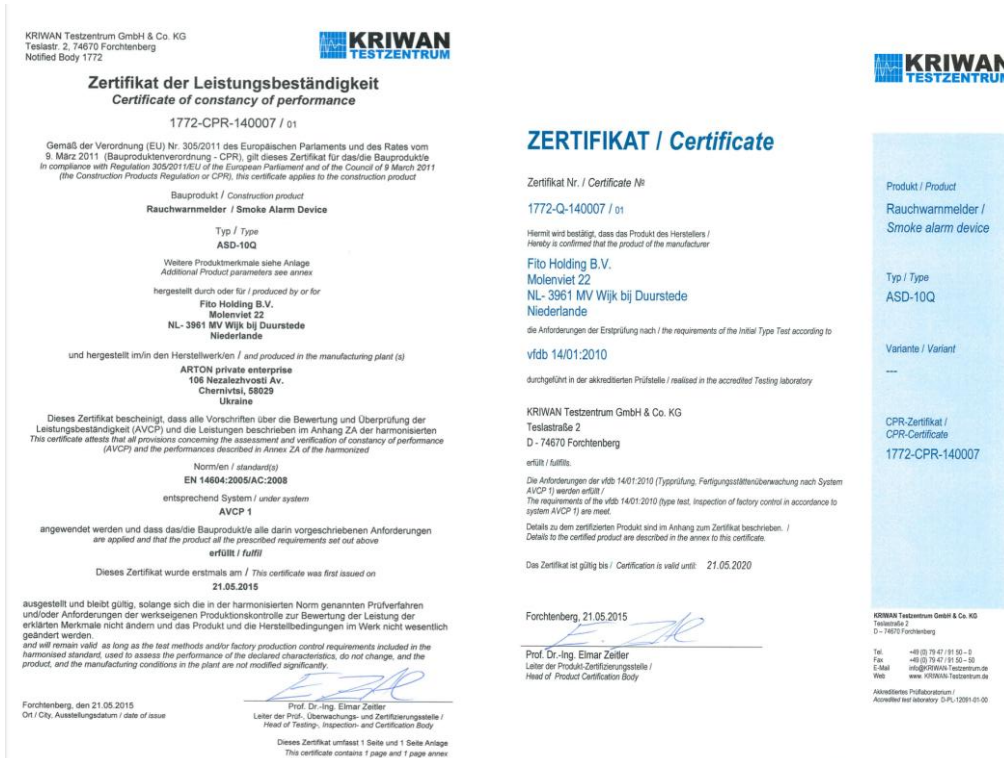 KRIWAN Testzentrum GmbH & Co. KG
Teslastr. 2, 74670 Forchtenberg
Notified Body 1772
KRIWAN
TESTZENTRUM
Zertifikat der Leistungsbeständigkeit
Certificate of constancy of performance
1772-CPR-140007 / 01
Gemäß der Verordnung (EU) Nr. 305/2011 des Europäischen Parlaments und des Rates vom
9. März 2011 (Bauproduktenverordnung - CPR), gilt dieses Zertifikat für das/die Bauprodukt/e
In compliance with Regulation 305/2011/EU of the European Parliament and of the Council of 9 March 2011
(the Construction Products Regulation or CPR), this certificate applies to the construction product
Bauprodukt / Construction product
Rauchwarnmelder / Smoke Alarm Device
Typ / Type
ASD-10Q
Weitere Produktmerkmale siehe Anlage
Additional Product parameters see annex
hergestellt durch oder für / produced by or for
Fito Holding B.V.
Molenviet 22
NL- 3961 MV Wijk bij Duurstede
Niederlande
und hergestellt im/in den Herstellwerk/en / and produced in the manufacturing plant (s)
ARTON private enterprise
106 Nezalezhvosti Av.
Chernivtsi, 58029
Ukraine
Dieses Zertifikat bescheinigt, dass alle Vorschriften über die Bewertung und Überprüfung der
Leistungsbeständigkeit (AVCP) und die Leistungen beschrieben im Anhang ZA der harmonisierten
This certificate attests that all provisions concerning the assessment and verification of constancy of performance
(AVCP) and the performances described in Annex ZA of the harmonized
Norm/en / standard(s)
EN 14604:2005/AC:2008
entsprechend System / under system
AVCP 1
angewendet werden und dass das/die Bauprodukt/e alle darin vorgeschriebenen Anforderungen
are applied and that the product all the prescribed requirements set out above
erfüllt / fulfil
Dieses Zertifikat wurde erstmals am / This certificate was first issued on
21.05.2015
ausgestellt und bleibt gültig, solange sich die in der harmonisierten Norm genannten Prüfverfahren
und/oder Anforderungen der werkseigenen Produktionskontrolle zur Bewertung der Leistung der
erklärten Merkmale nicht ändern und das Produkt und die Herstellbedingungen im Werk nicht wesentlich
geändert werden.
and will remain valid as long as the test methods and/or factory production control requirements included in the
harmonised standard, used to assess the performance of the declared characteristics, do not change, and the
product, and the manufacturing conditions in the plant are not modified significantly.
Forchtenberg, den 21.05.2015
Ort / City, Ausstellungsdatum / date of issue
Prof. Dr.-Ing. Elmar Zeitler
Leiter der Prüf-, Überwachungs- und Zertifizierungsstelle /
Head of Testing-, Inspection- and Certification Body
Dieses Zertifikat umfasst 1 Seite und 1 Seite Anlage
This certificate contains 1 page and 1 page annex
KRIWAN
TESTZENTRUM
ZERTIFIKAT / Certificate
Zertifikat Nr. / Certificate №
1772-Q-140007 / 01
Hiermit wird bestätigt, dass das Produkt des Herstellers /
Hereby is confirmed that the product of the manufacturer
Fito Holding B.V.
Molenviet 22
NL- 3961 MV Wijk bij Duurstede
Niederlande
die Anforderungen der Erstprüfung nach / the requirements of the Initial Type Test according to
vfdb 14/01:2010
durchgeführt in der akkreditierten Prüfstelle / realised in the accredited Testing laboratory
KRIWAN Testzentrum GmbH & Co. KG
Teslastraße 2
D - 74670 Forchtenberg
erfüllt / fullfills.
Die Anforderungen der vfdb 14/01:2010 (Typprüfung, Fertigungsstättenüberwachung nach System
AVCP 1) werden erfüllt /
The requirements of the vfdb 14/01:2010 (type test, Inspection of factory control in accordance to
system AVCP 1) are meet.
Details zu dem zertifizierten Produkt sind im Anhang zum Zertifikat beschrieben. /
Details to the certified product are described in the annex to this certificate.
Das Zertifikat ist gültig bis / Certification is valid until: 21.05.2020
Forchtenberg, 21.05.2015
Prof. Dr.-Ing. Elmar Zeitler
Leiter der Produkt-Zertifizierungsstelle /
Head of Product Certification Body
Produkt / Product
Rauchwarnmelder /
Smoke alarm device
Typ / Type
ASD-10Q
Variante / Variant
---
CPR-Zertifikat /
CPR-Certificate
1772-CPR-140007
KRIWAN Testzentrum GmbH & Co. KG
Teslastraße 2
D – 74670 Forchtenberg
Tel. +49 (0) 79 47 / 91 50 – 0
Fax +49 (0) 79 47 / 91 50 – 50
E-Mail info@KRIWAN-Testzentrum.de
Web www. KRIWAN-Testzentrum.de
Akkreditiertes Prüflaboratorium /
Accredited test laboratory D-PL-12091-01-00